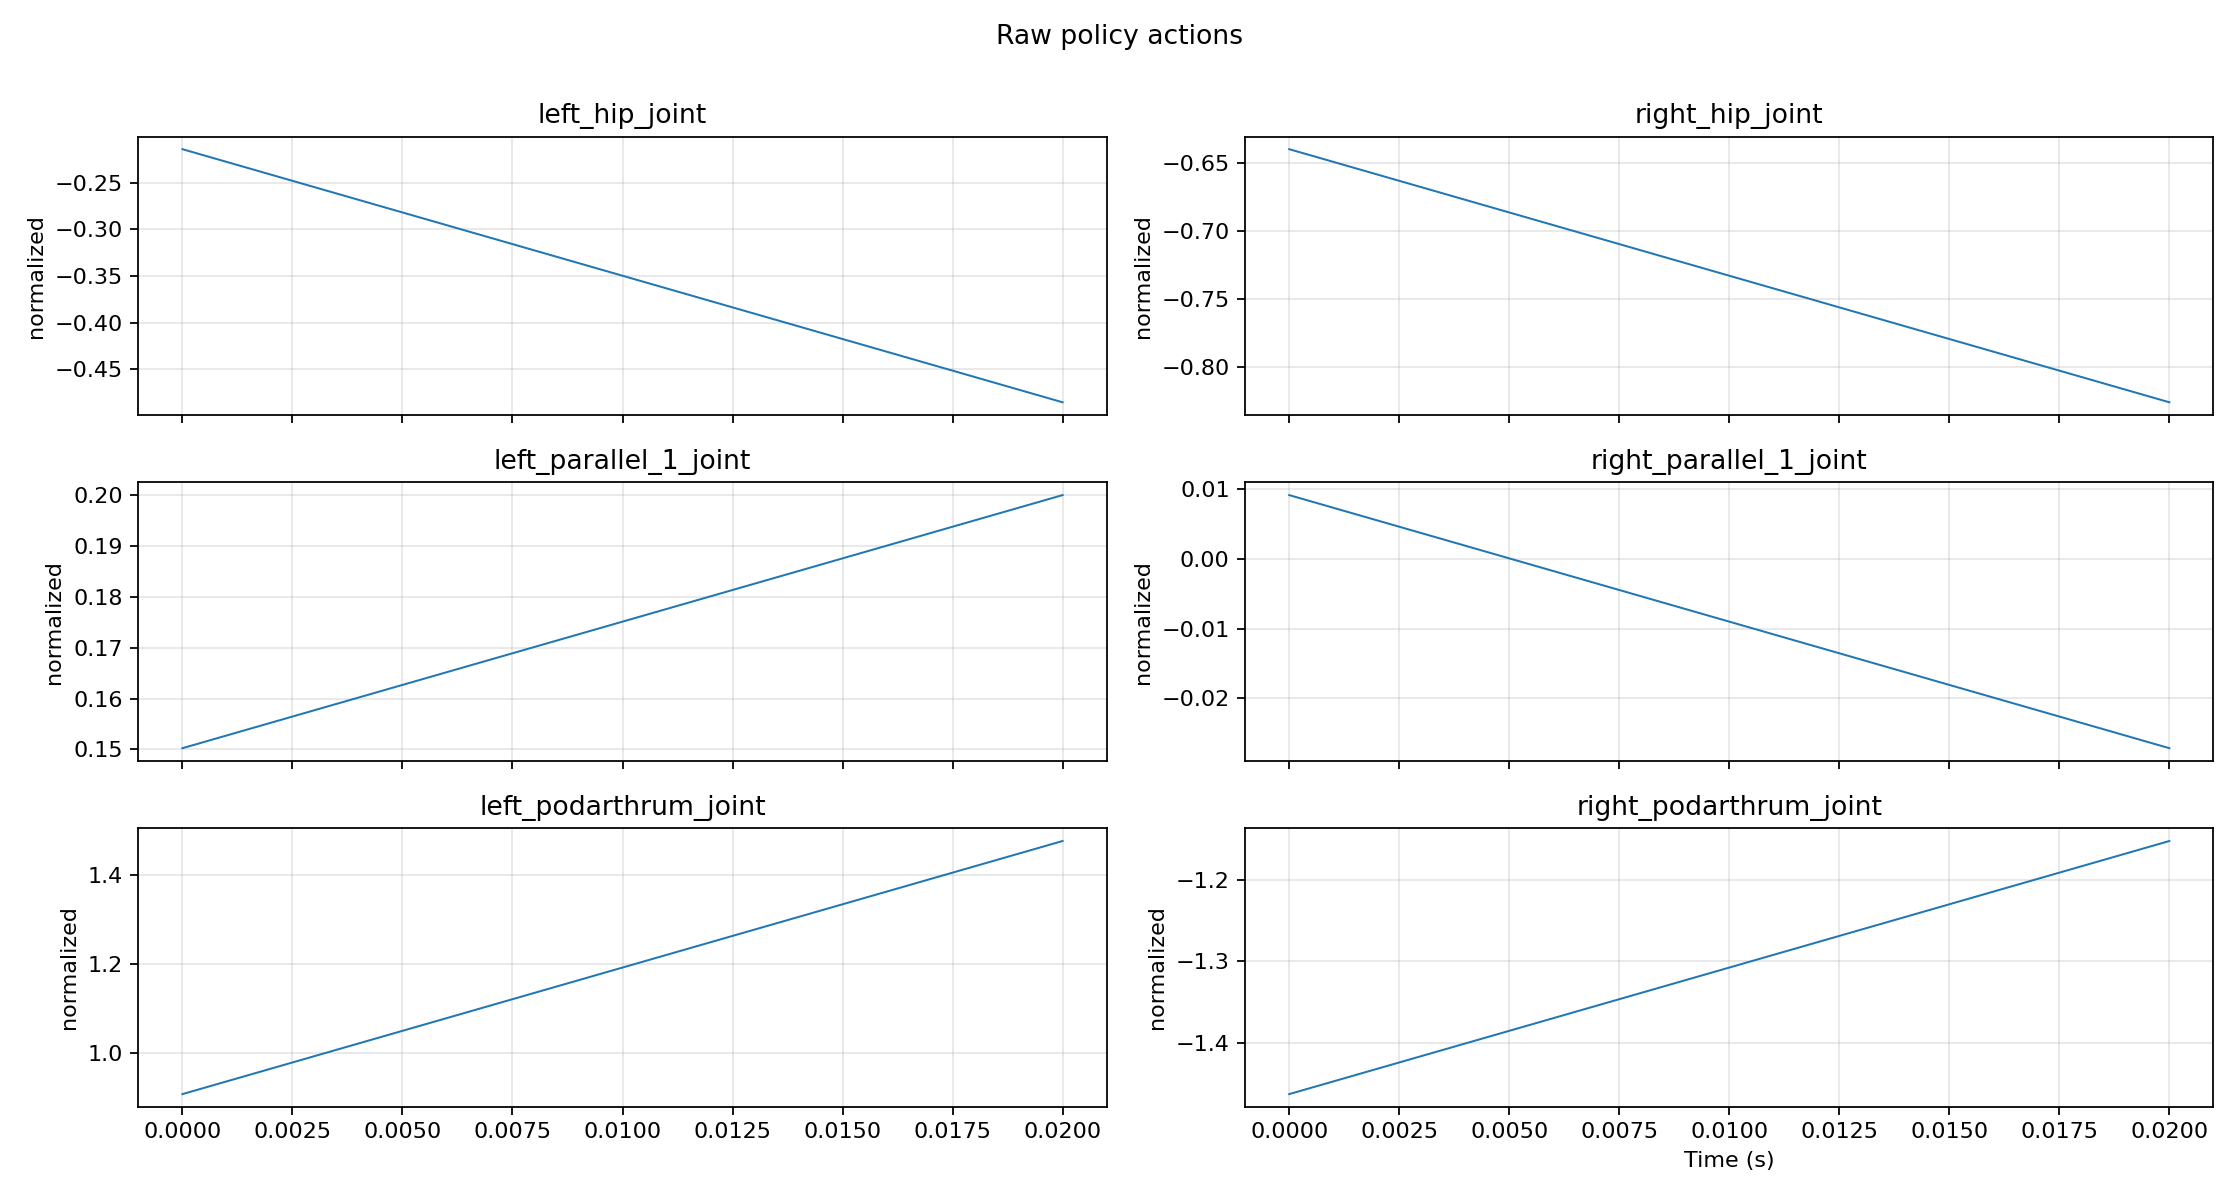 Raw policy actions
left_hip_joint
normalized
−0.25
−0.30
−0.35
−0.40
−0.45
right_hip_joint
normalized
−0.65
−0.70
−0.75
−0.80
left_parallel_1_joint
normalized
0.20
0.19
0.18
0.17
0.16
0.15
right_parallel_1_joint
normalized
0.01
0.00
−0.01
−0.02
left_podarthrum_joint
normalized
1.4
1.2
1.0
0.0000 0.0025 0.0050 0.0075 0.0100 0.0125 0.0150 0.0175 0.0200
right_podarthrum_joint
normalized
−1.2
−1.3
−1.4
0.0000 0.0025 0.0050 0.0075 0.0100 0.0125 0.0150 0.0175 0.0200
Time (s)